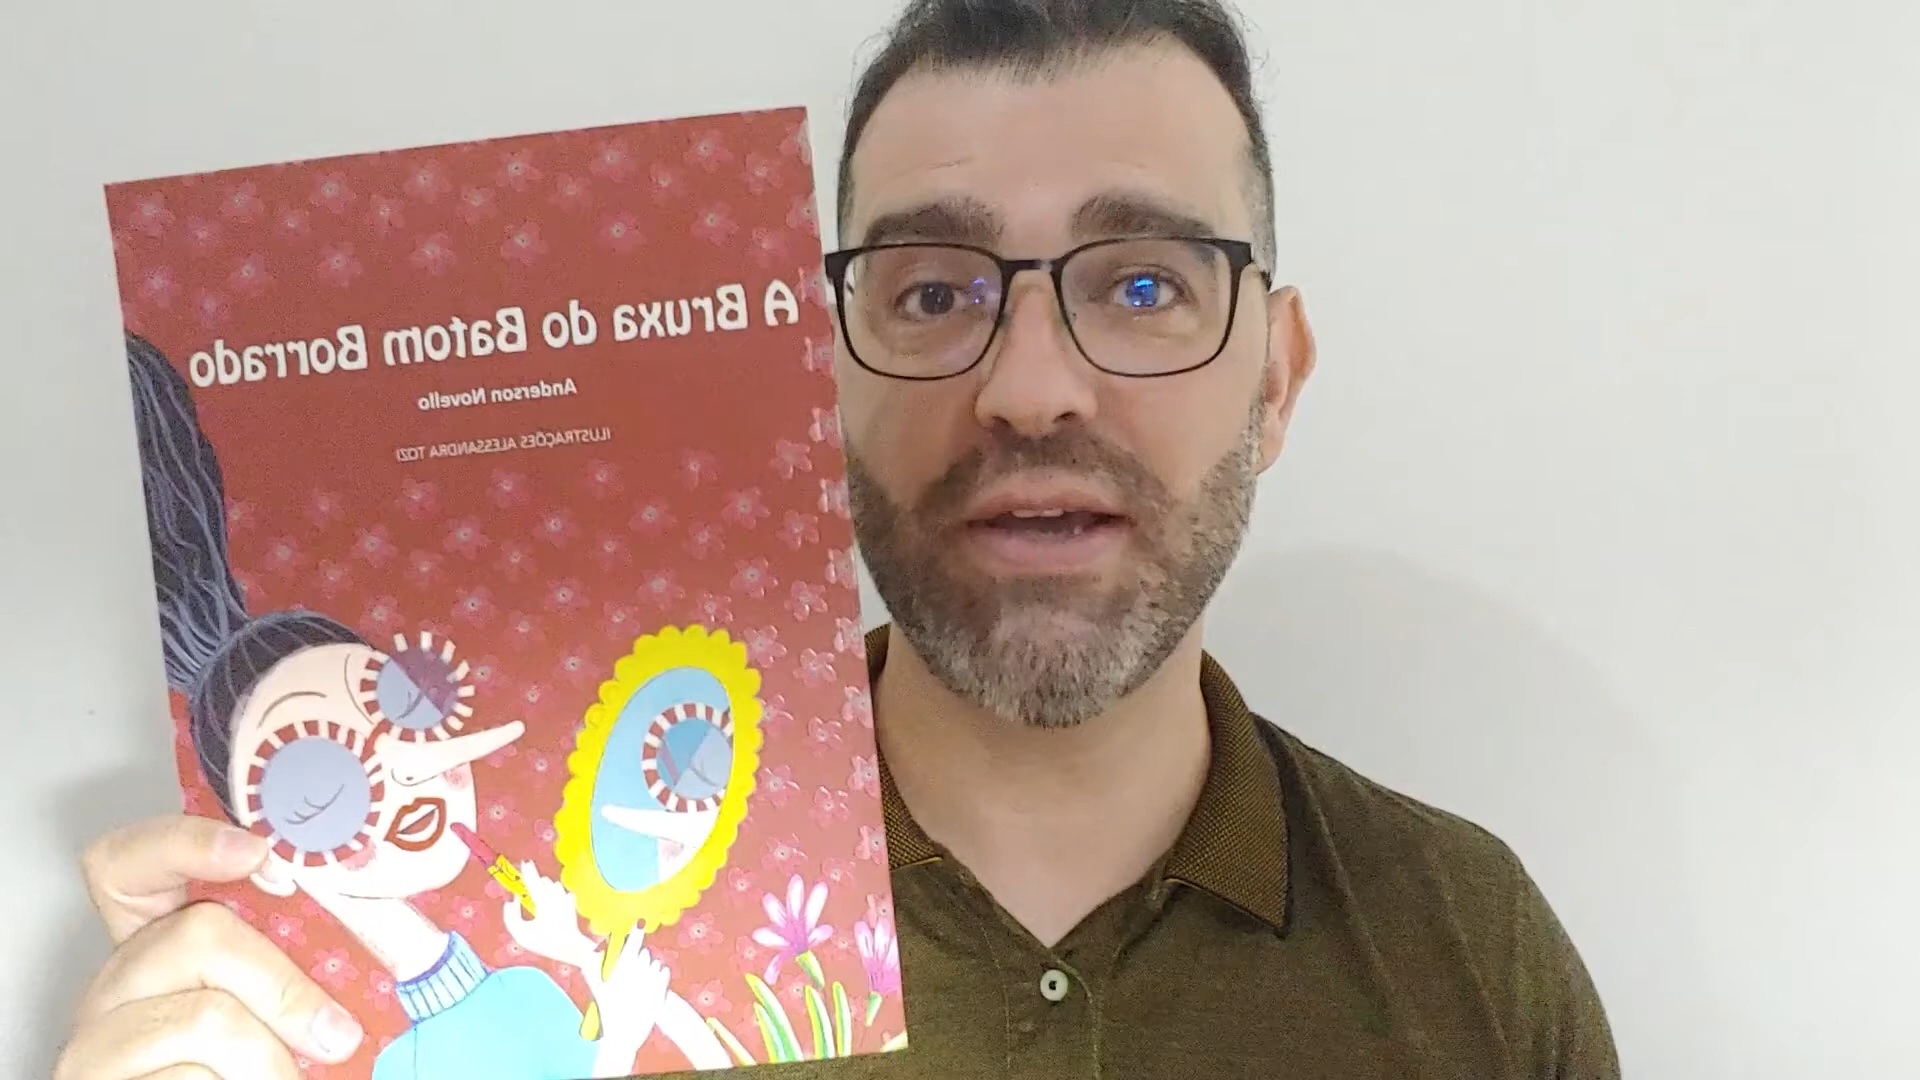 A Bruxa do Batom Borrado
Anderson Novello
ILUSTRAÇÕES ALESSANDRA TOZI